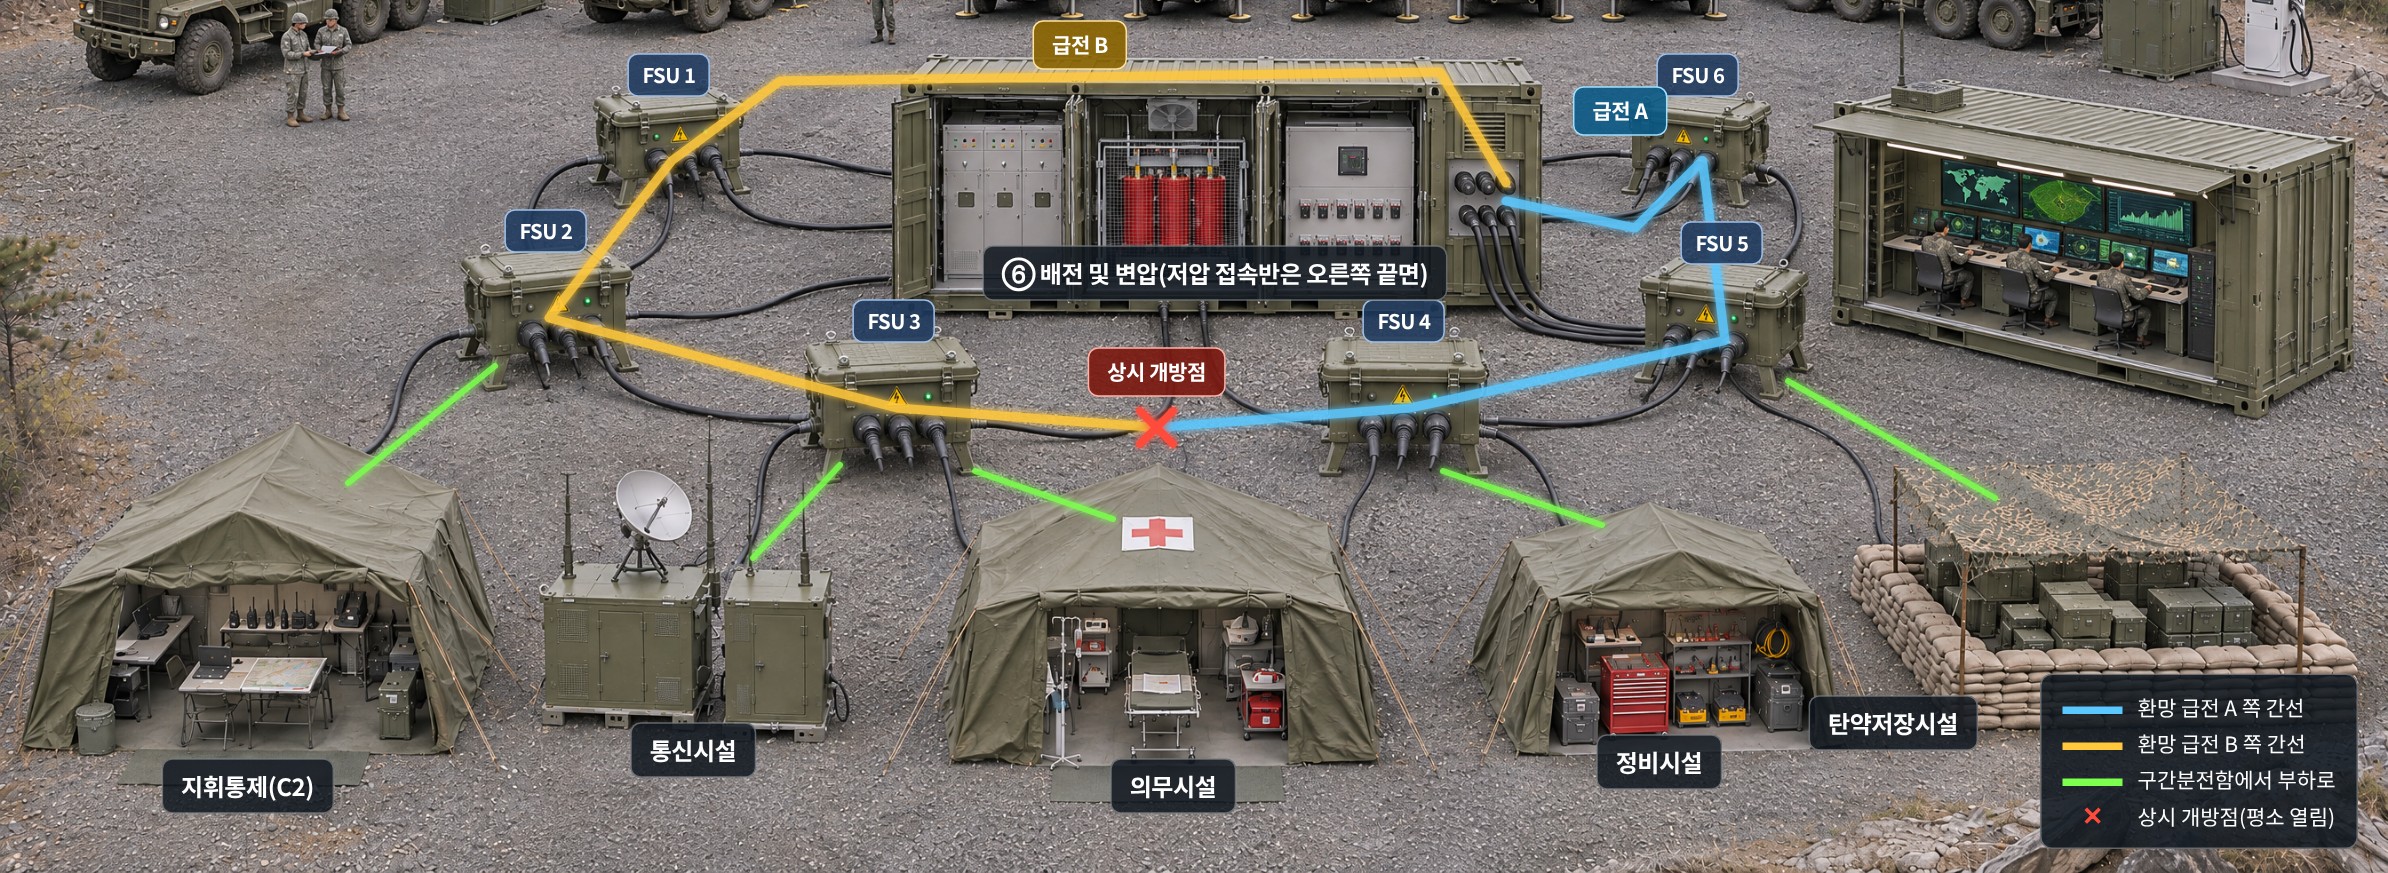 급전 B
FSU 1
FSU 6
급전 A
FSU 2
FSU 5
⑥ 배전 및 변압(저압 접속반은 오른쪽 끝면)
FSU 3
FSU 4
상시 개방점
지휘통제(C2)
통신시설
의무시설
정비시설
탄약저장시설
환망 급전 A 쪽 간선
환망 급전 B 쪽 간선
구간분전함에서 부하로
상시 개방점(평소 열림)